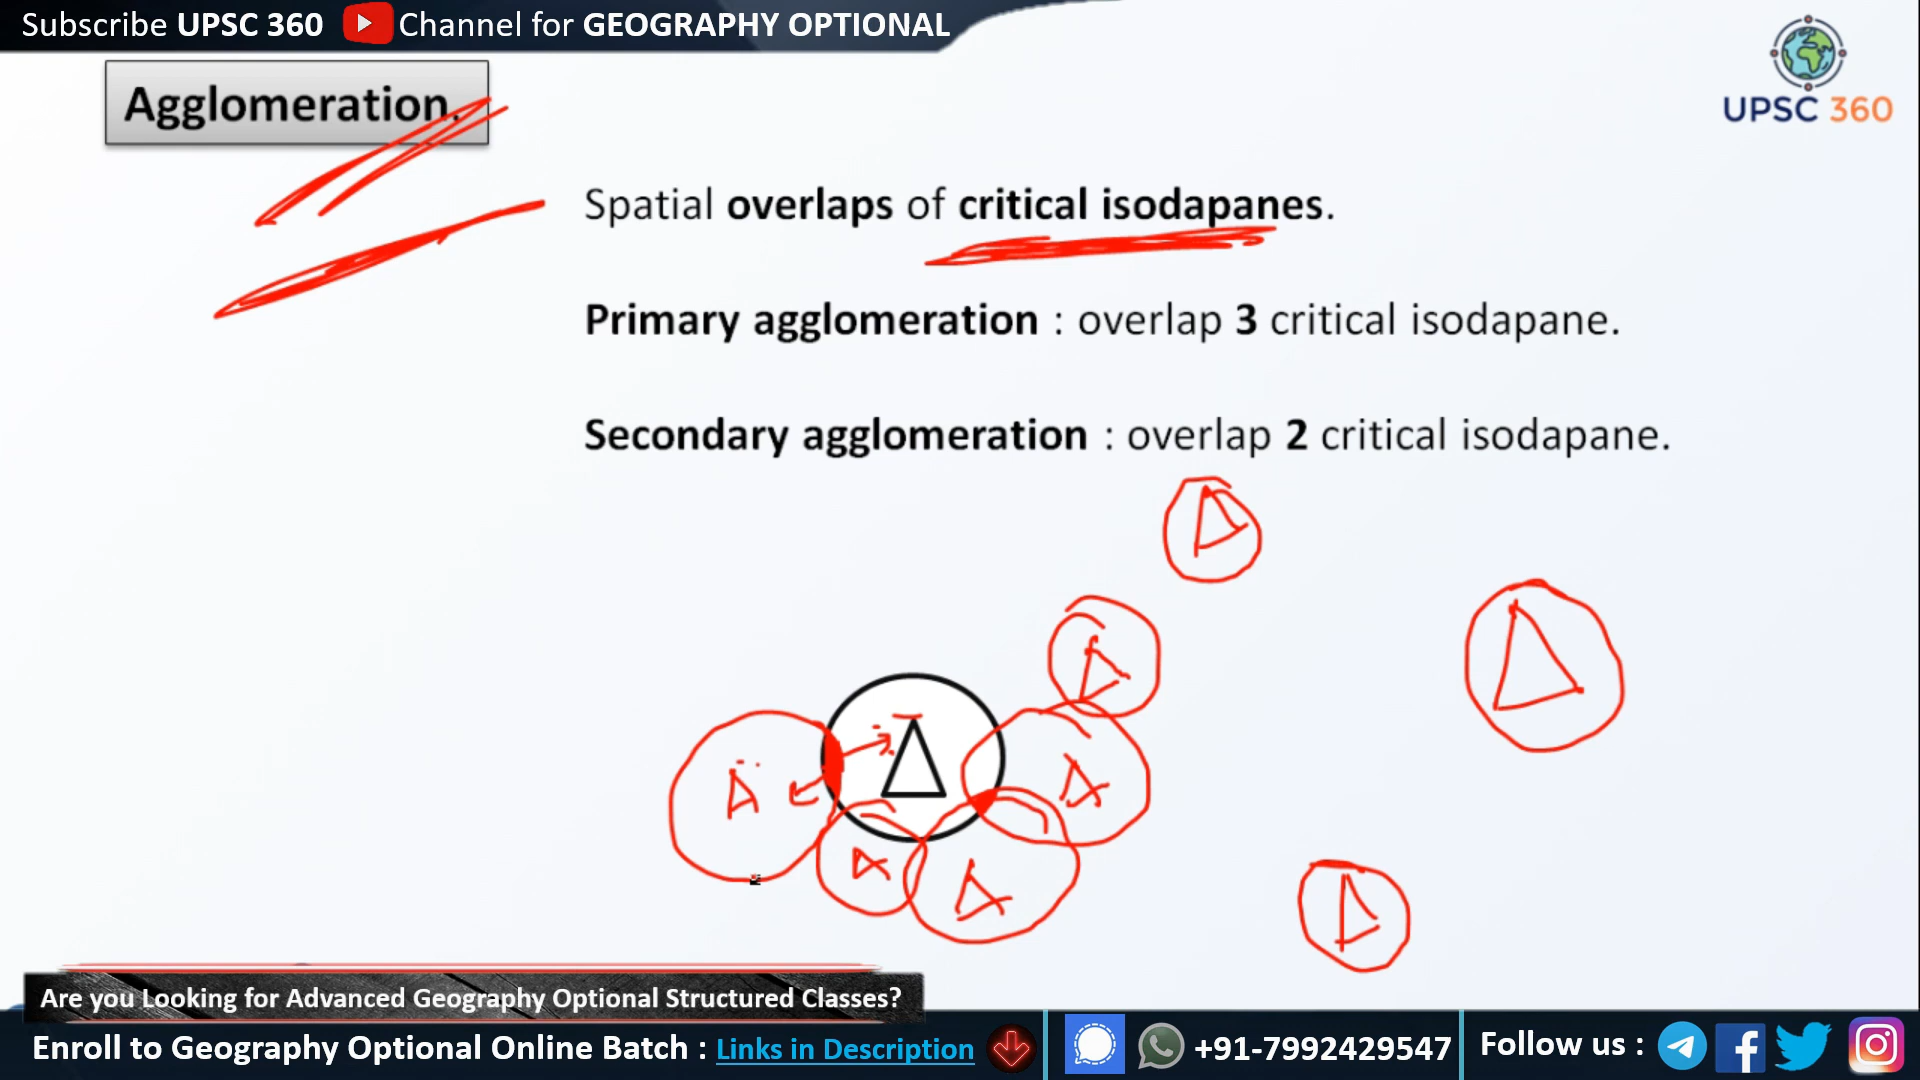 Subscribe UPSC 360 Channel for GEOGRAPHY OPTIONAL
Agglomeration.
UPSC 360
Spatial overlaps of critical isodapanes.
Primary agglomeration : overlap 3 critical isodapane.
Secondary agglomeration : overlap 2 critical isodapane.
Are you Looking for Advanced Geography Optional Structured Classes?
Enroll to Geography Optional Online Batch : Links in Description
+91-7992429547
Follow us :